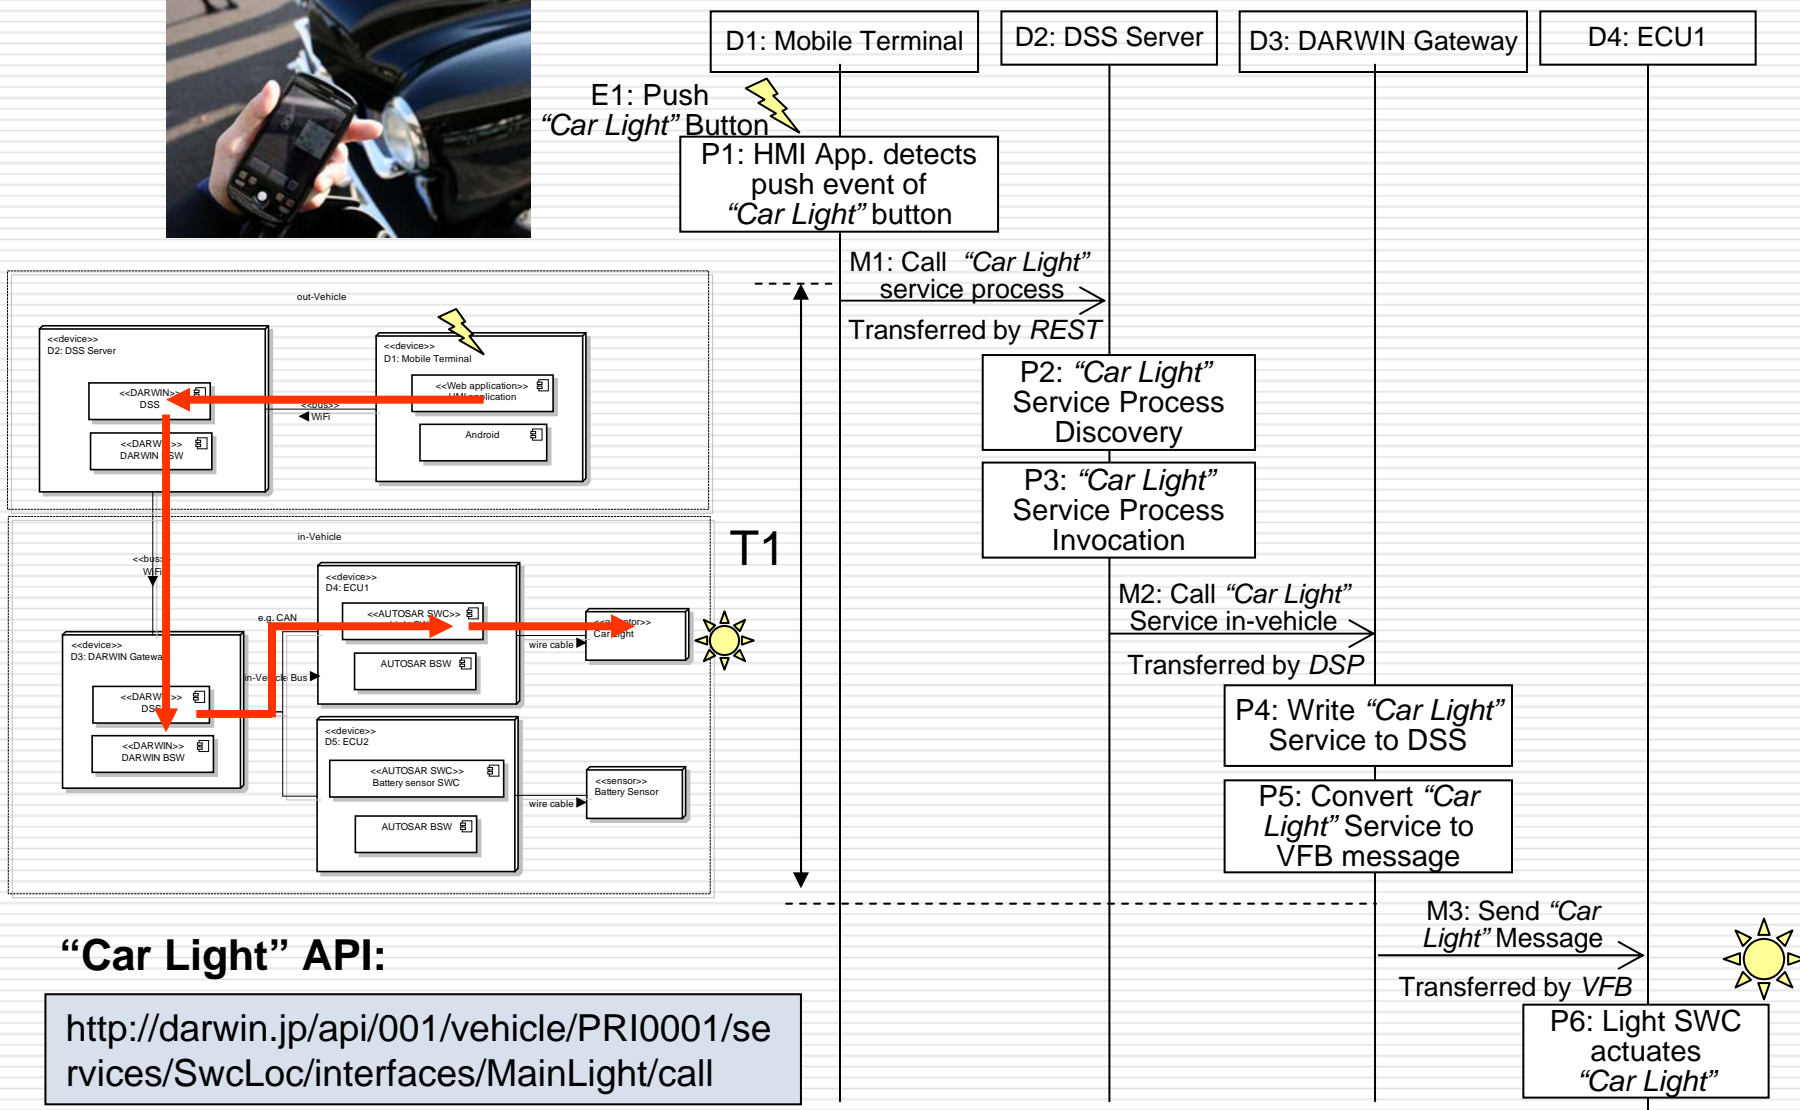 D1: Mobile Terminal
D2: DSS Server
D3: DARWIN Gateway
D4: ECU1
E1: Push
“Car Light” Button
P1: HMI App. detects
push event of
“Car Light” button
M1: Call “Car Light”
service process
Transferred by REST
P2: “Car Light”
Service Process
Discovery
P3: “Car Light”
Service Process
Invocation
M2: Call “Car Light”
Service in-vehicle
Transferred by DSP
P4: Write “Car Light”
Service to DSS
P5: Convert “Car
Light” Service to
VFB message
M3: Send “Car
Light” Message
Transferred by VFB
P6: Light SWC
actuates
“Car Light”
T1
out-Vehicle
<<device>>
D2: DSS Server
<<DARWIN>>
DSS
<<DARWIN>>
DARWIN BSW
<<bus>>
WiFi
<<device>>
D1: Mobile Terminal
<<Web application>>
HMI application
Android
in-Vehicle
<<bus>>
WiFi
<<device>>
D3: DARWIN Gateway
<<DARWIN>>
DSS
<<DARWIN>>
DARWIN BSW
e.g. CAN
in-Vehicle Bus
<<device>>
D4: ECU1
<<AUTOSAR SWC>>
AUTOSAR BSW
wire cable
<<actuator>>
Car Light
<<device>>
D5: ECU2
<<AUTOSAR SWC>>
Battery sensor SWC
AUTOSAR BSW
wire cable
<<sensor>>
Battery Sensor
“Car Light” API:
http://darwin.jp/api/001/vehicle/PRI0001/se
rvices/SwcLoc/interfaces/MainLight/call